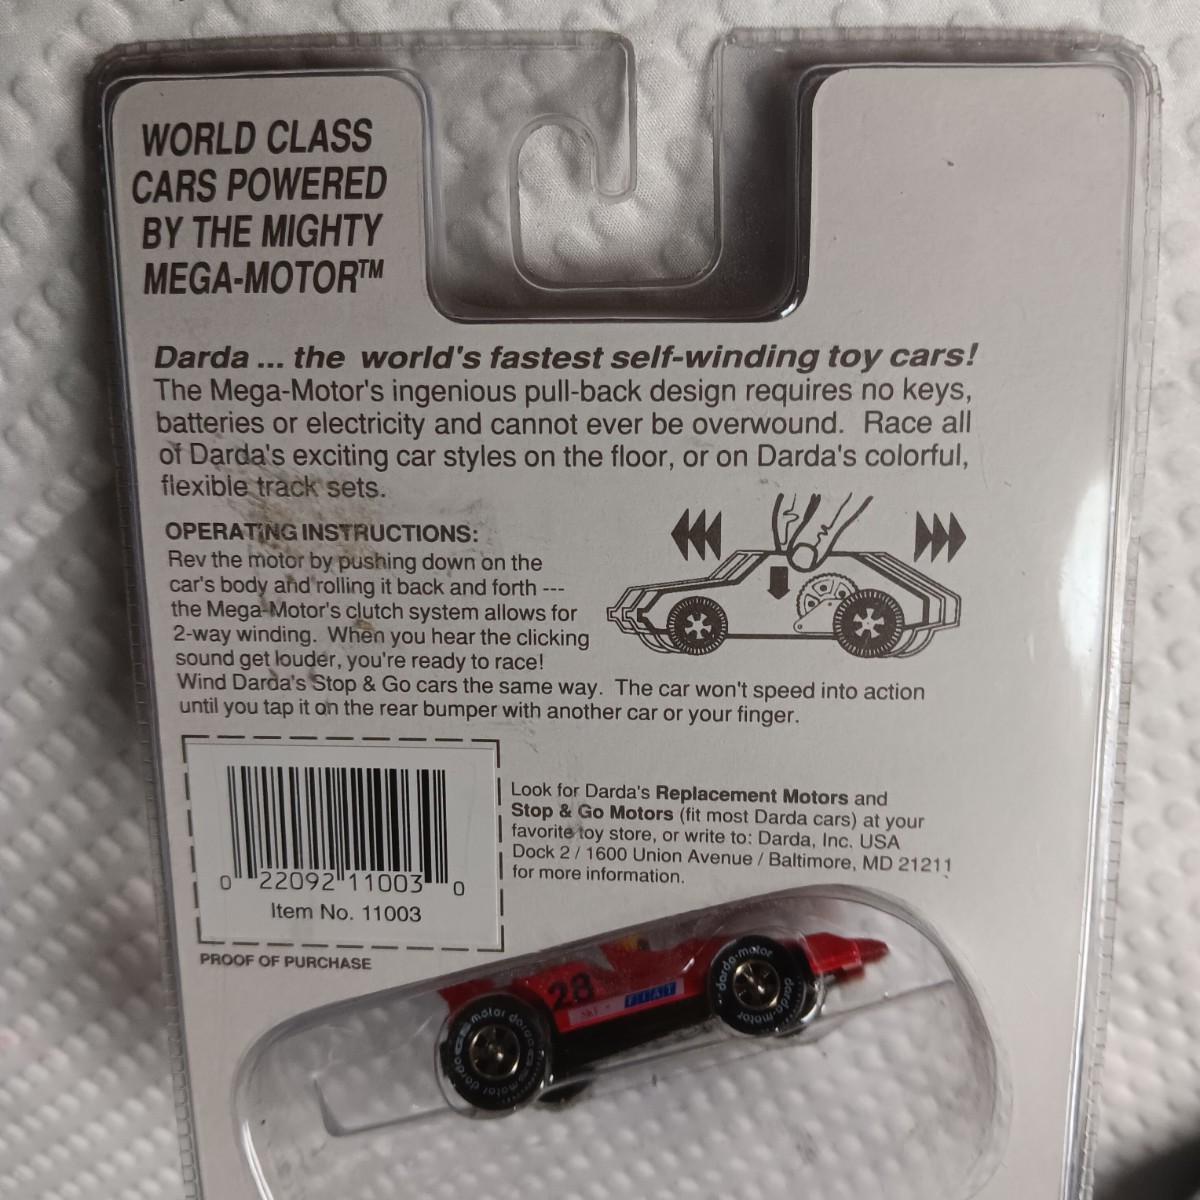 WORLD CLASS
CARS POWERED
BY THE MIGHTY
MEGA-MOTOR™
Darda ... the world's fastest self-winding toy cars!
The Mega-Motor's ingenious pull-back design requires no keys,
batteries or electricity and cannot ever be overwound. Race all
of Darda's exciting car styles on the floor, or on Darda's colorful,
flexible track sets.
OPERATING INSTRUCTIONS:
Rev the motor by pushing down on the
car's body and rolling it back and forth ---
the Mega-Motor's clutch system allows for
2-way winding. When you hear the clicking
sound get louder, you're ready to race!
Wind Darda's Stop & Go cars the same way. The car won't speed into action
until you tap it on the rear bumper with another car or your finger.
0 22092 11003 0
Item No. 11003
PROOF OF PURCHASE
Look for Darda's Replacement Motors and
Stop & Go Motors (fit most Darda cars) at your
favorite toy store, or write to: Darda, Inc. USA
Dock 2 / 1600 Union Avenue / Baltimore, MD 21211
for more information.
28
FIAT
darda-motor
darda-motor
motor darda
motor darda